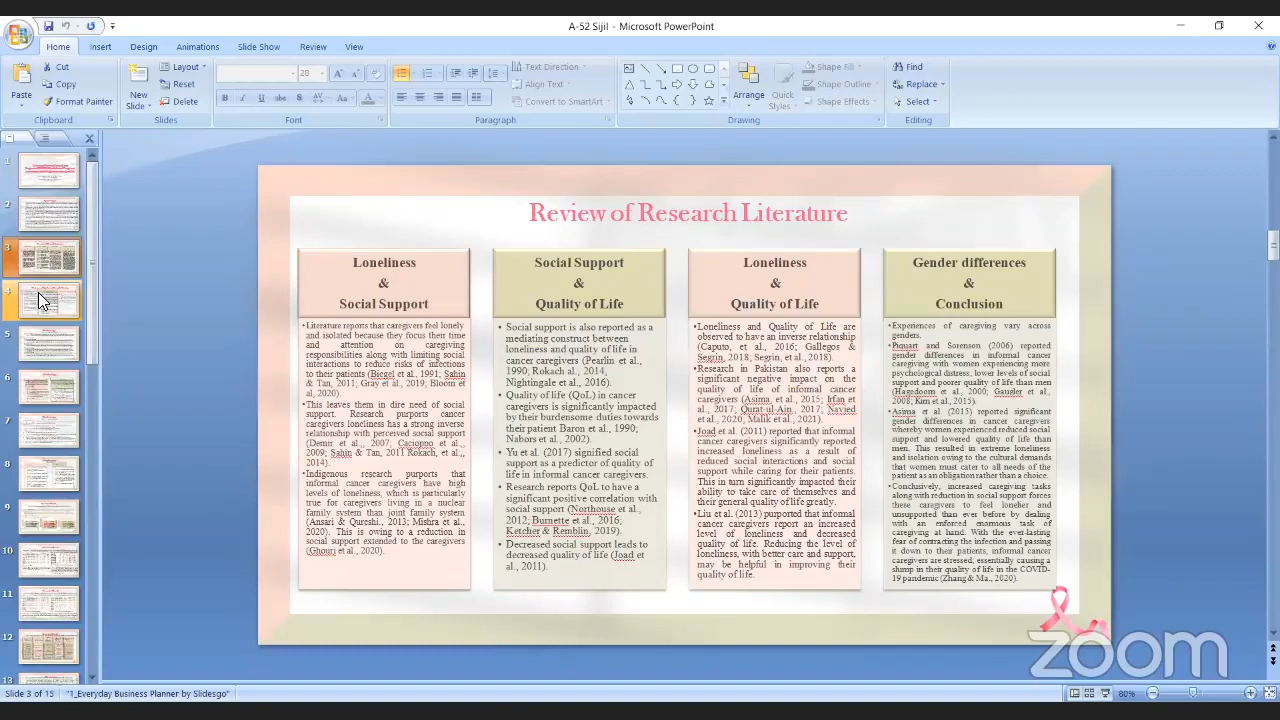 A-52 Sijil - Microsoft PowerPoint
Home Insert Design Animations Slide Show Review View
Paste
Cut
Copy
Format Painter
Clipboard
New
Slide
Layout
Reset
Delete
Slides
28
Font
Paragraph
Text Direction
Align Text
Convert to SmartArt
Arrange
Quick
Styles
Shape Fill
Shape Outline
Shape Effects
Drawing
Find
Replace
Select
Editing
1
2
3
4
5
6
7
8
9
10
11
12
13
Review of Research Literature
Loneliness
&
Social Support
•Literature reports that caregivers feel lonely
and isolated because they focus their time
and attention on caregiving
responsibilities along with limiting social
interactions to reduce risks of infections
to their patients (Biegel et al., 1991; Sahin
& Tan, 2011; Gray et al., 2019; Bloom et
al, 2020).
•This leaves them in dire need of social
support. Research purports cancer
caregivers loneliness has a strong inverse
relationship with perceived social support
(Demir et al., 2007; Cacioppo et al.,
2009; Sahin & Tan, 2011 Rokach, et al.,
2014).
•Indigenous research purports that
informal cancer caregivers have high
levels of loneliness, which is particularly
true for caregivers living in a nuclear
family system than joint family system
(Ansari & Qureshi., 2013; Mishra et al.
2020). This is owing to a reduction in
social support extended to the caregivers
(Ghouri et al., 2020).
Social Support
&
Quality of Life
• Social support is also reported as a
mediating construct between
loneliness and quality of life in
cancer caregivers (Pearlin et al.,
1990, Rokach al., 2014,
Nightingale et al., 2016).
• Quality of life (QoL) in cancer
caregivers is significantly impacted
by their burdensome duties towards
their patient Baron et al., 1990;
Nabors et al., 2002).
• Yu et al. (2017) signified social
support as a predictor of quality of
life in informal cancer caregivers.
• Research reports QoL to have a
significant positive correlation with
social support (Northouse et al.,
2012; Burnette et al., 2016;
Ketcher & Remblin, 2019).
• Decreased social support leads to
decreased quality of life (Joad et
al., 2011).
Loneliness
&
Quality of Life
•Loneliness and Quality of Life are
observed to have an inverse relationship
(Caputo, et al., 2016; Gallegos &
Segrin, 2018; Segrin, et al., 2018).
•Research in Pakistan also reports a
significant negative impact on the
quality of life of informal cancer
caregivers (Asima, et al., 2015; Irfan et
al., 2017; Qurat-ul-Ain., 2017; Navied
et al., 2020; Malik et al., 2021).
•Joad et al. (2011) reported that informal
cancer caregivers significantly reported
increased loneliness as a result of
reduced social interactions and social
support while caring for their patients.
This in turn significantly impacted their
ability to take care of themselves and
their general quality of life greatly.
•Liu et al. (2013) purported that informal
cancer caregivers report an increased
level of loneliness and decreased
quality of life. Reducing the level of
loneliness, with better care and support,
may be helpful in improving their
quality of life.
Gender differences
&
Conclusion
•Experiences of caregiving vary across
genders.
•Pinquart and Sorenson (2006) reported
gender differences in informal cancer
caregiving with women experiencing more
psychological distress, lower levels of social
support and poorer quality of life than men
(Hagedoorn et al., 2000; Gaugler et al.,
2008; Kim et al., 2015).
et al. (2015) reported significant
gender differences in cancer caregivers
whereby women experienced reduced social
support and lowered quality of life than
men. This resulted in extreme loneliness
and isolation owing to the cultural demands
that women must cater to all needs of the
patient as an obligation rather than a choice.
•Conclusively, increased caregiving tasks
along with reduction in social support forces
these caregivers to feel lonelier and
unsupported than ever before by dealing
with an enforced enormous task of
caregiving at hand. With the ever-lasting
fear of contracting the infection and passing
it down to their patients, informal cancer
caregivers are stressed; essentially causing a
slump in their quality of life in the COVID-
19 pandemic (Zhang & Ma., 2020).
zoom
Slide 3 of 15 "1_Everyday Business Planner by Slidesgo" 80%